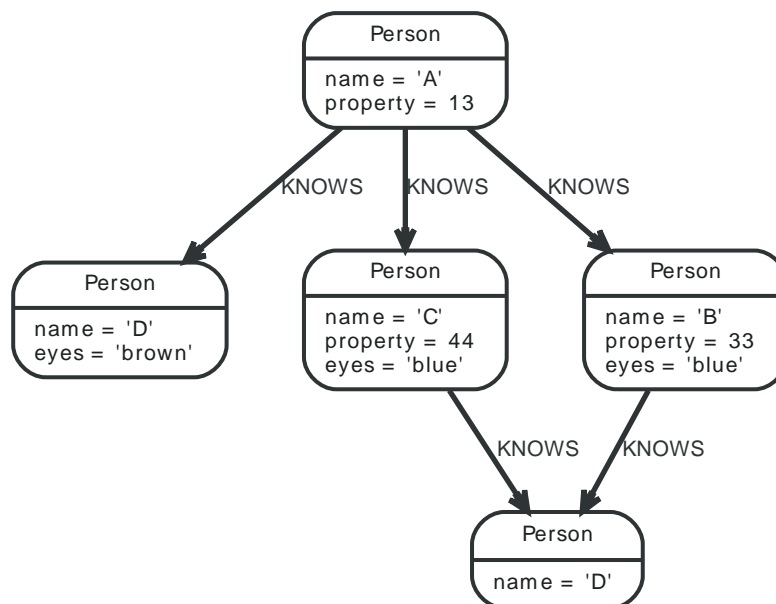 Person
name = 'A'
property = 13
KNOWS
KNOWS
KNOWS
Person
name = 'D'
eyes = 'brown'
Person
name = 'C'
property = 44
eyes = 'blue'
Person
name = 'B'
property = 33
eyes = 'blue'
KNOWS
KNOWS
Person
name = 'D'